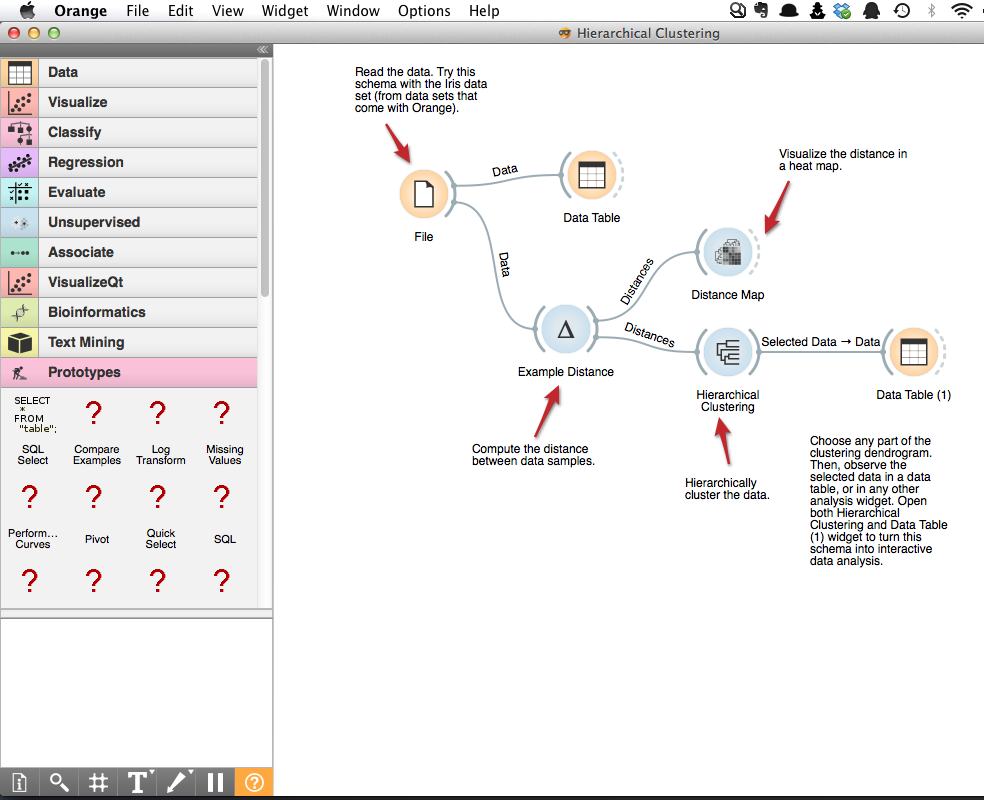 Orange File Edit View Widget Window Options Help
Hierarchical Clustering
Data
Visualize
Classify
Regression
Evaluate
Unsupervised
Associate
VisualizeQt
Bioinformatics
Text Mining
Prototypes
SELECT
*
FROM
"table";
SQL
Select
Compare
Examples
Log
Transform
Missing
Values
Perform...
Curves
Pivot
Quick
Select
SQL
Read the data. Try this
schema with the Iris data
set (from data sets that
come with Orange).
File
Data
Data Table
Data
Visualize the distance in
a heat map.
Distances
Distance Map
Example Distance
Distances
Compute the distance
between data samples.
Hierarchical
Clustering
Selected Data → Data
Data Table (1)
Hierarchically
cluster the data.
Choose any part of the
clustering dendrogram.
Then, observe the
selected data in a data
table, or in any other
analysis widget. Open
both Hierarchical
Clustering and Data Table
(1) widget to turn this
schema into interactive
data analysis.